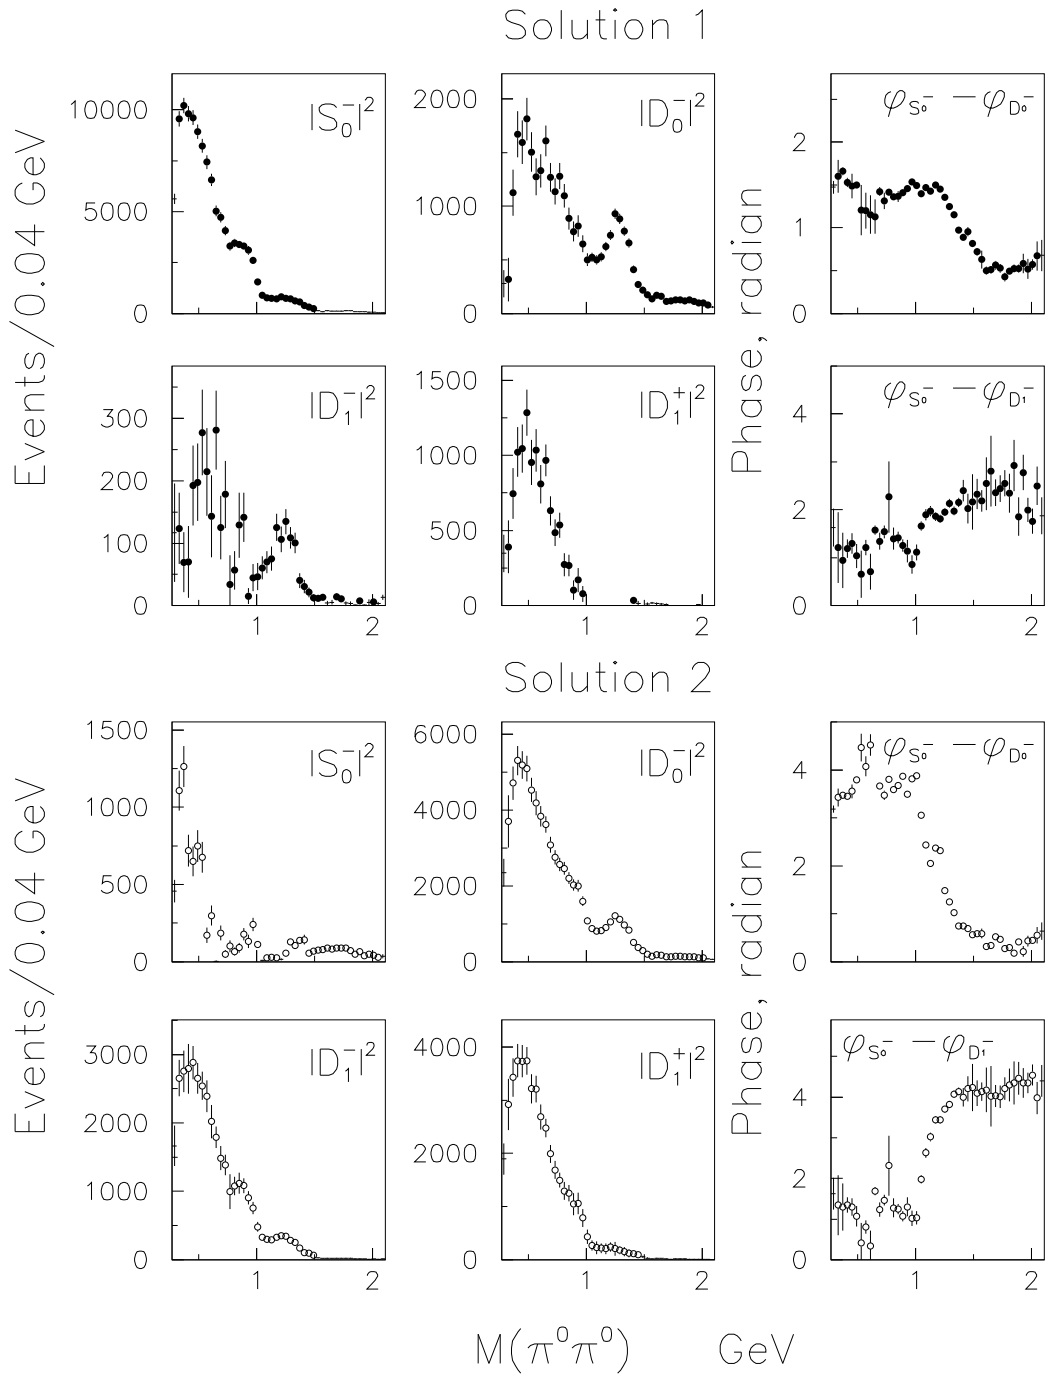 Solution 1
Events/0.04 GeV
10000
5000
0
|S₀⁻|²
2000
1000
0
|D₀⁻|²
Phase, radian
2
1
0
φS₀⁻ — φD₀⁻
300
200
100
0
|D₁⁻|²
1 2
1500
1000
500
0
|D₁⁺|²
1 2
4
2
0
φS₀⁻ — φD₁⁻
1 2
Solution 2
Events/0.04 GeV
1500
1000
500
0
|S₀⁻|²
6000
4000
2000
0
|D₀⁻|²
Phase, radian
4
2
0
φS₀⁻ — φD₀⁻
3000
2000
1000
0
|D₁⁻|²
1 2
4000
2000
0
|D₁⁺|²
1 2
4
2
0
φS₀⁻ — φD₁⁻
1 2
M(π⁰π⁰) GeV